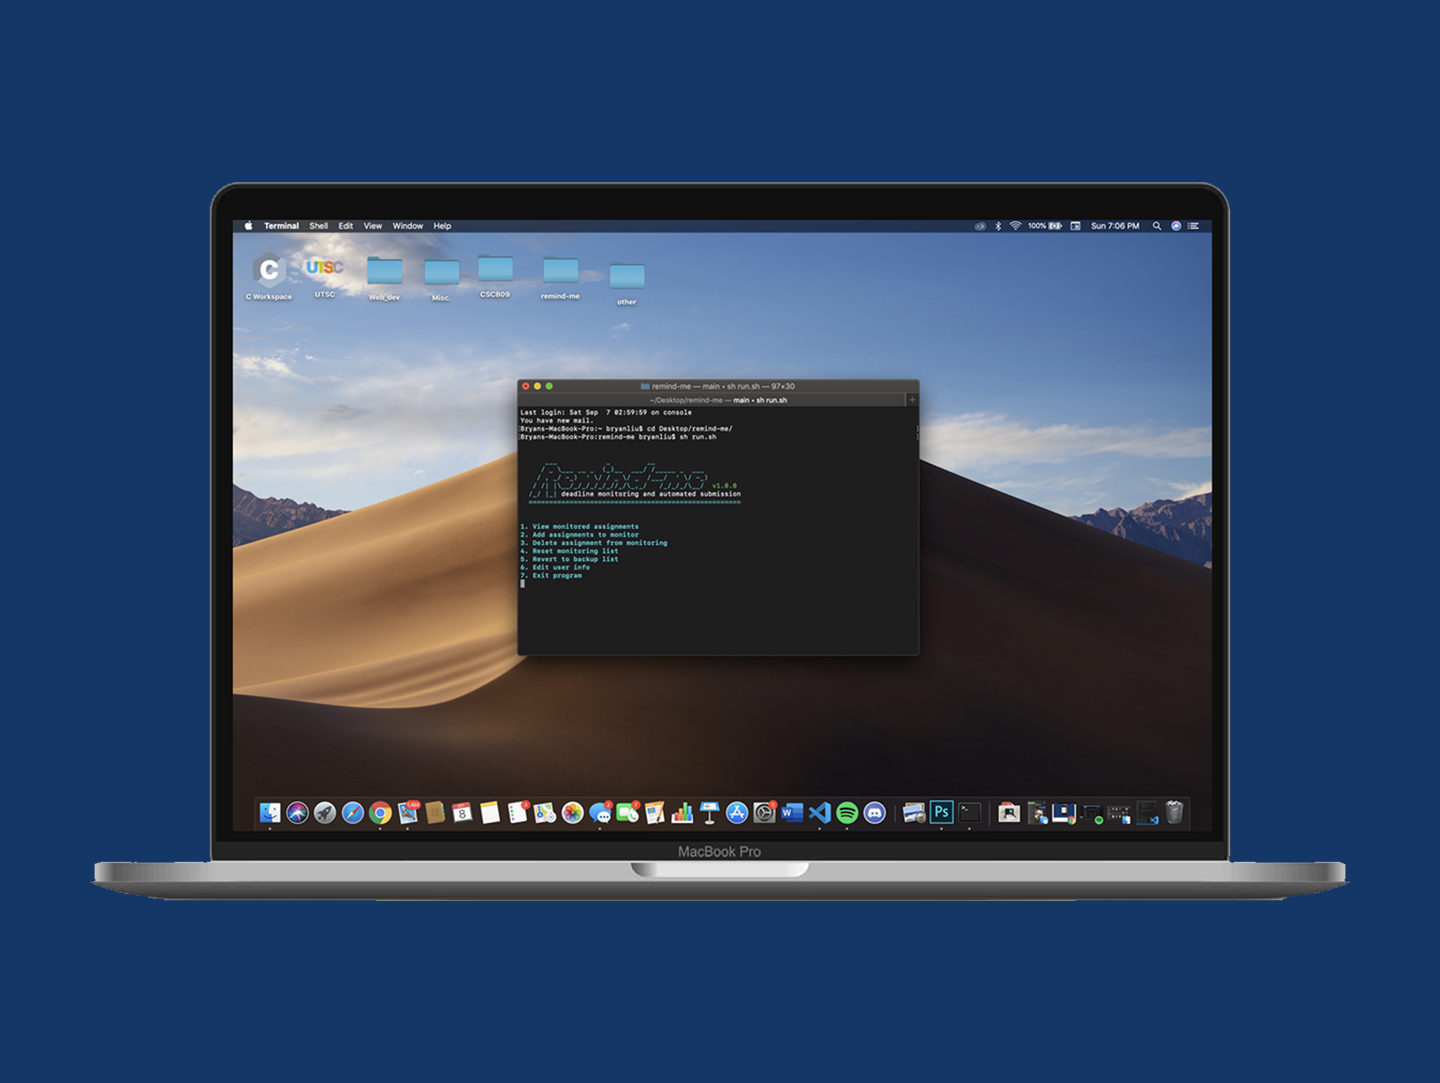 Terminal Shell Edit View Window Help 100% Sun 7:06 PM
C
UTSC
C Workspace UTSC Web_dev Misc. CSCB09 remind-me other
remind-me — main • sh run.sh — 97×30
~/Desktop/remind-me — main • sh run.sh
Last login: Sat Sep  7 02:59:59 on console
You have new mail.
Bryans-MacBook-Pro:~ bryanliu$ cd Desktop/remind-me/
Bryans-MacBook-Pro:remind-me bryanliu$ sh run.sh
Remind-me v1.0.0
deadline monitoring and automated submission
1. View monitored assignments
2. Add assignments to monitor
3. Delete assignment from monitoring
4. Reset monitoring list
5. Revert to backup list
6. Edit user info
7. Exit program
8
W
Ps
MacBook Pro